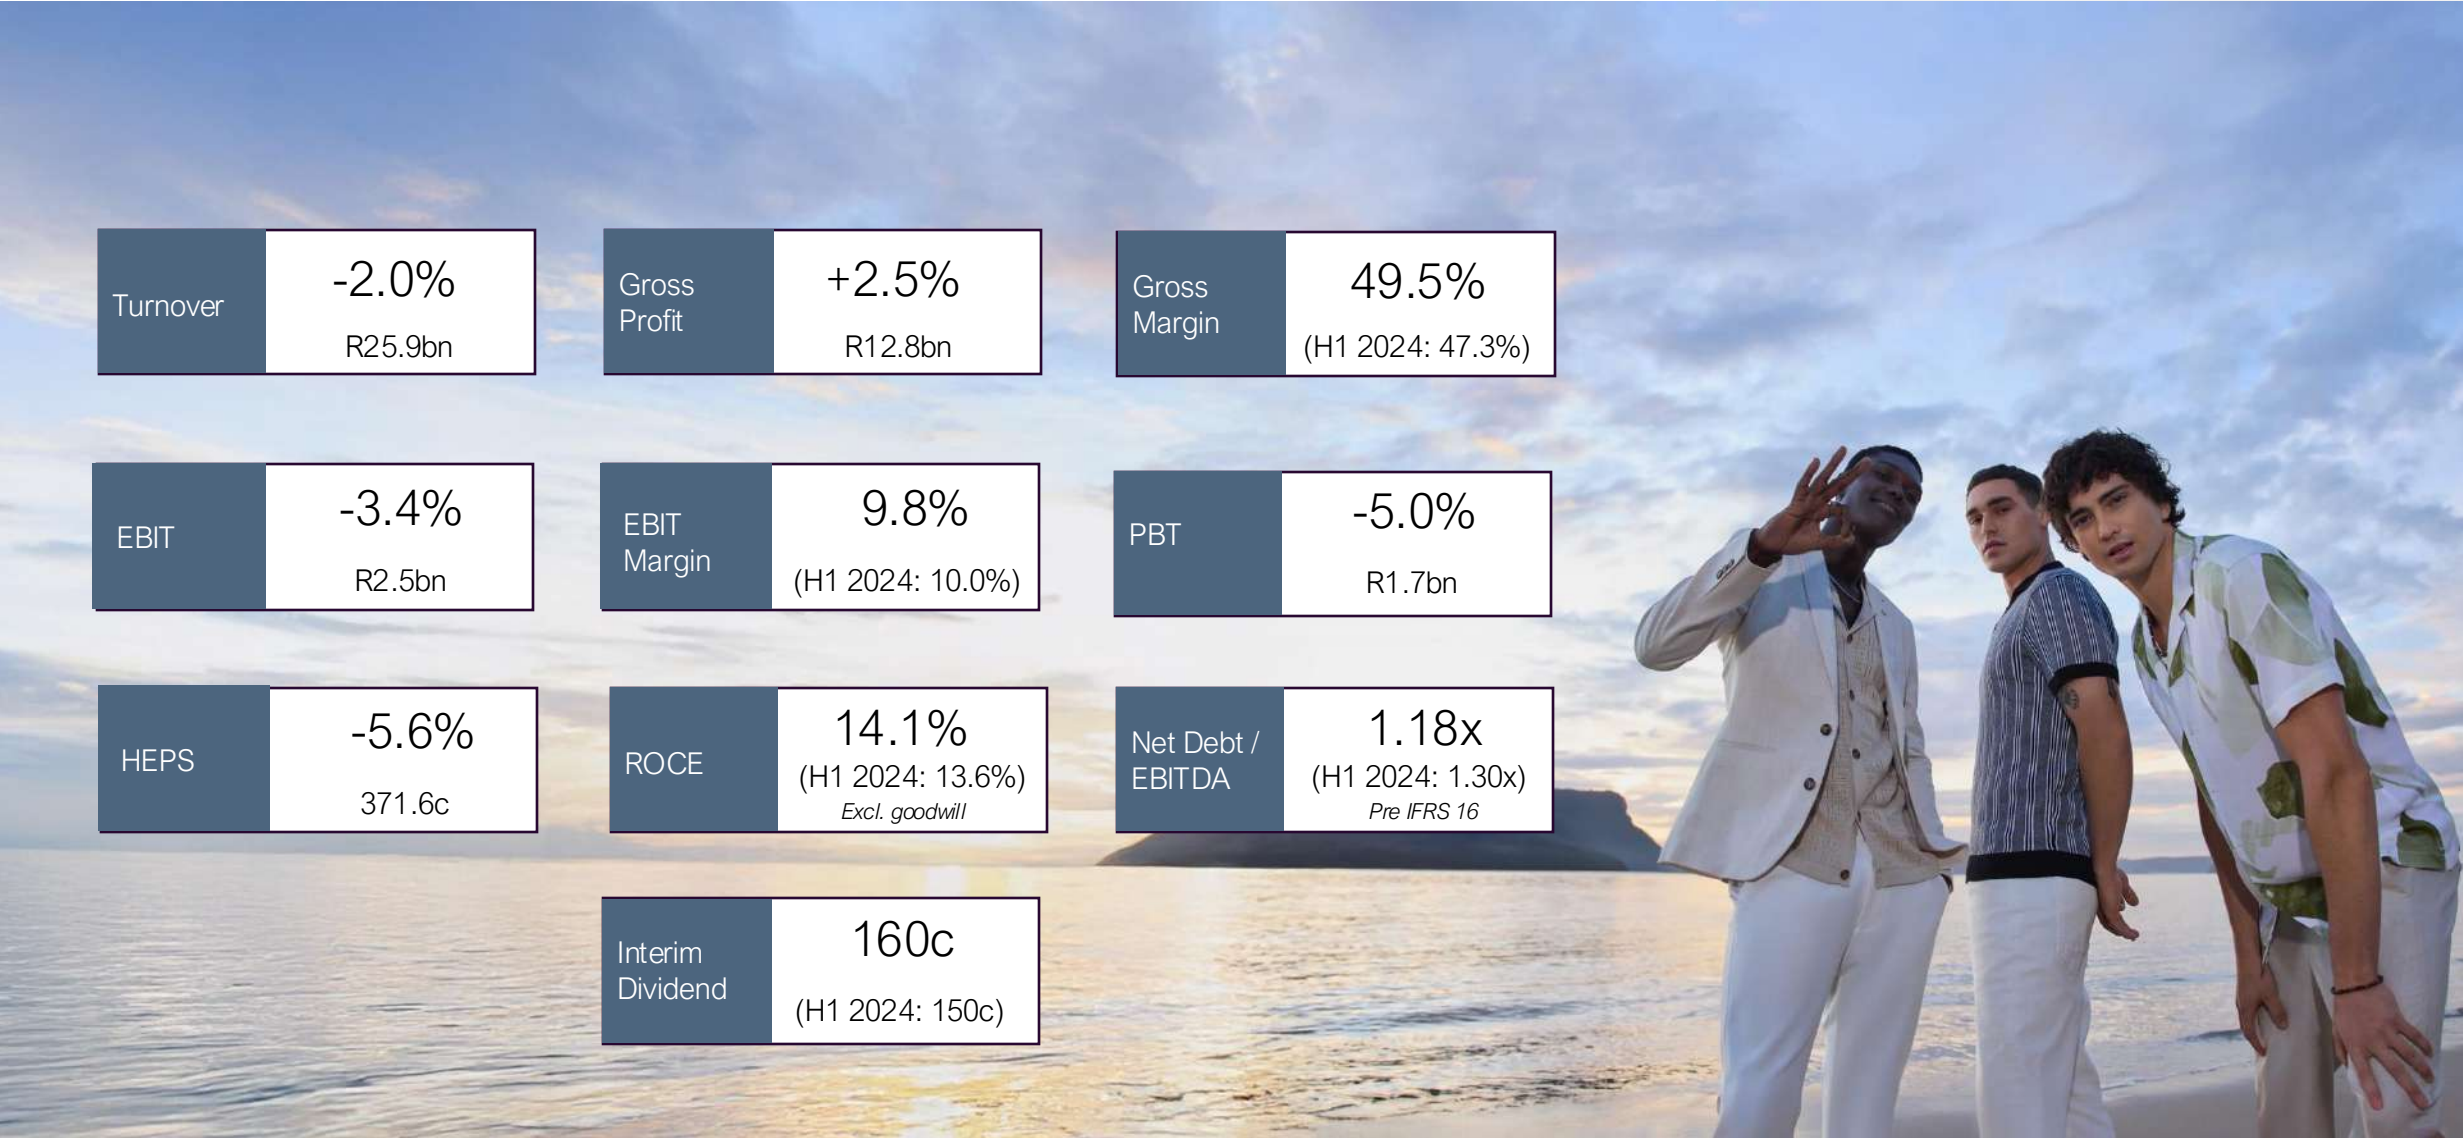 Turnover
-2.0%
R25.9bn
Gross
Profit
+2.5%
R12.8bn
Gross
Margin
49.5%
(H1 2024: 47.3%)
EBIT
-3.4%
R2.5bn
EBIT
Margin
9.8%
(H1 2024: 10.0%)
PBT
-5.0%
R1.7bn
HEPS
-5.6%
371.6c
ROCE
14.1%
(H1 2024: 13.6%)
Excl. goodwill
Net Debt /
EBITDA
1.18x
(H1 2024: 1.30x)
Pre IFRS 16
Interim
Dividend
160c
(H1 2024: 150c)